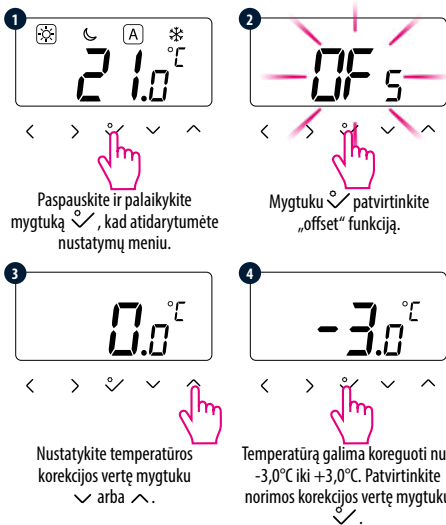 1
A
21.0°C
Paspauskite ir palaikykite
mygtuką , kad atidarytumėte
nustatymų meniu.
2
OFS
Mygtuku patvirtinkite
„offset“ funkciją.
3
0.0°C
Nustatykite temperatūros
korekcijos vertę mygtuku
arba .
4
-3.0°C
Temperatūrą galima koreguoti nu
-3,0°C iki +3,0°C. Patvirtinkite
norimos korekcijos vertę mygtuku
.